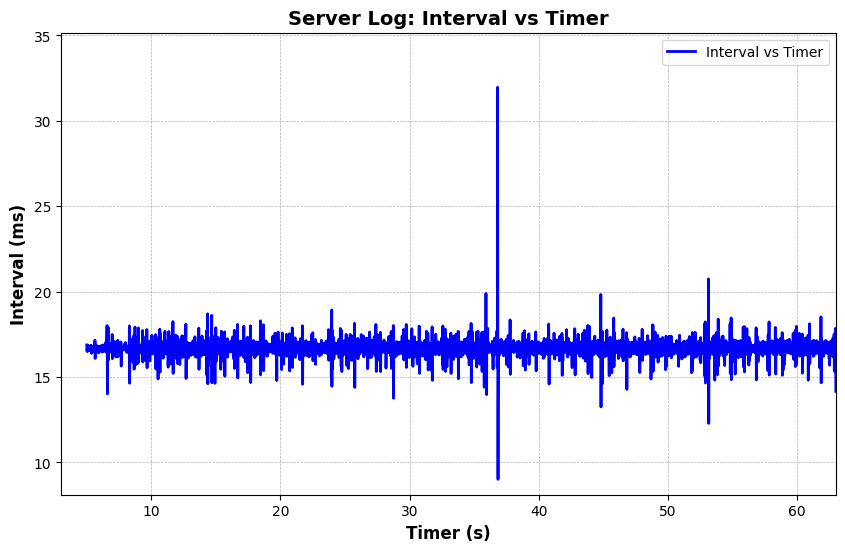 Server Log: Interval vs Timer
Interval vs Timer
35
30
25
20
15
10
Interval (ms)
10 20 30 40 50 60
Timer (s)